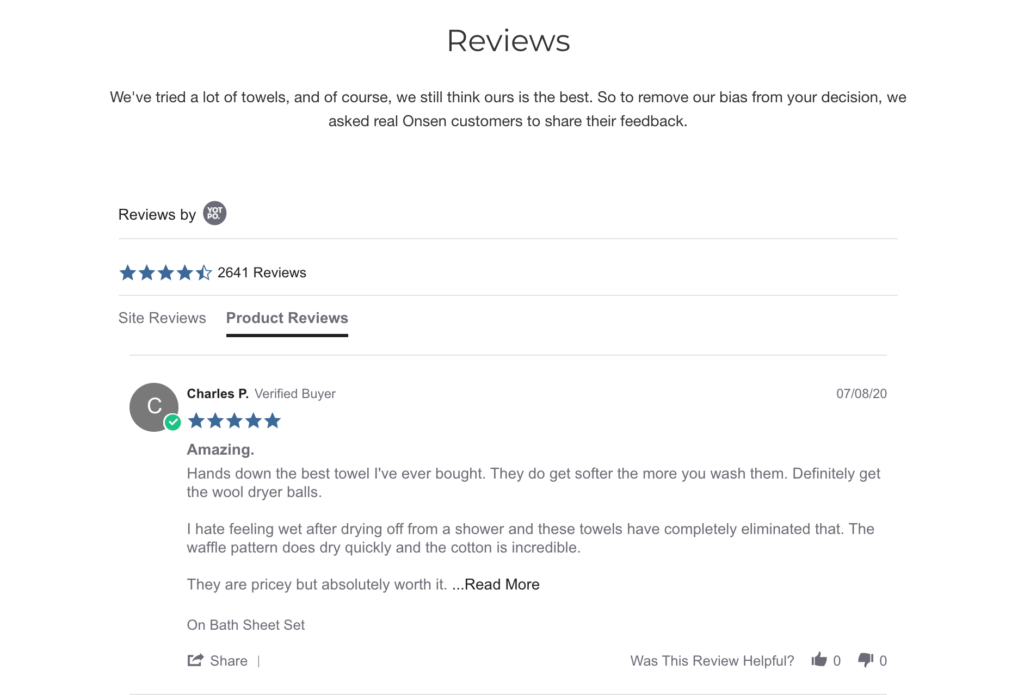 Reviews
We've tried a lot of towels, and of course, we still think ours is the best. So to remove our bias from your decision, we
asked real Onsen customers to share their feedback.
Reviews by YOT PO.
2641 Reviews
Site Reviews Product Reviews
C
Charles P. Verified Buyer 07/08/20
Amazing.
Hands down the best towel I've ever bought. They do get softer the more you wash them. Definitely get
the wool dryer balls.
I hate feeling wet after drying off from a shower and these towels have completely eliminated that. The
waffle pattern does dry quickly and the cotton is incredible.
They are pricey but absolutely worth it. ...Read More
On Bath Sheet Set
Share | Was This Review Helpful? 0 0